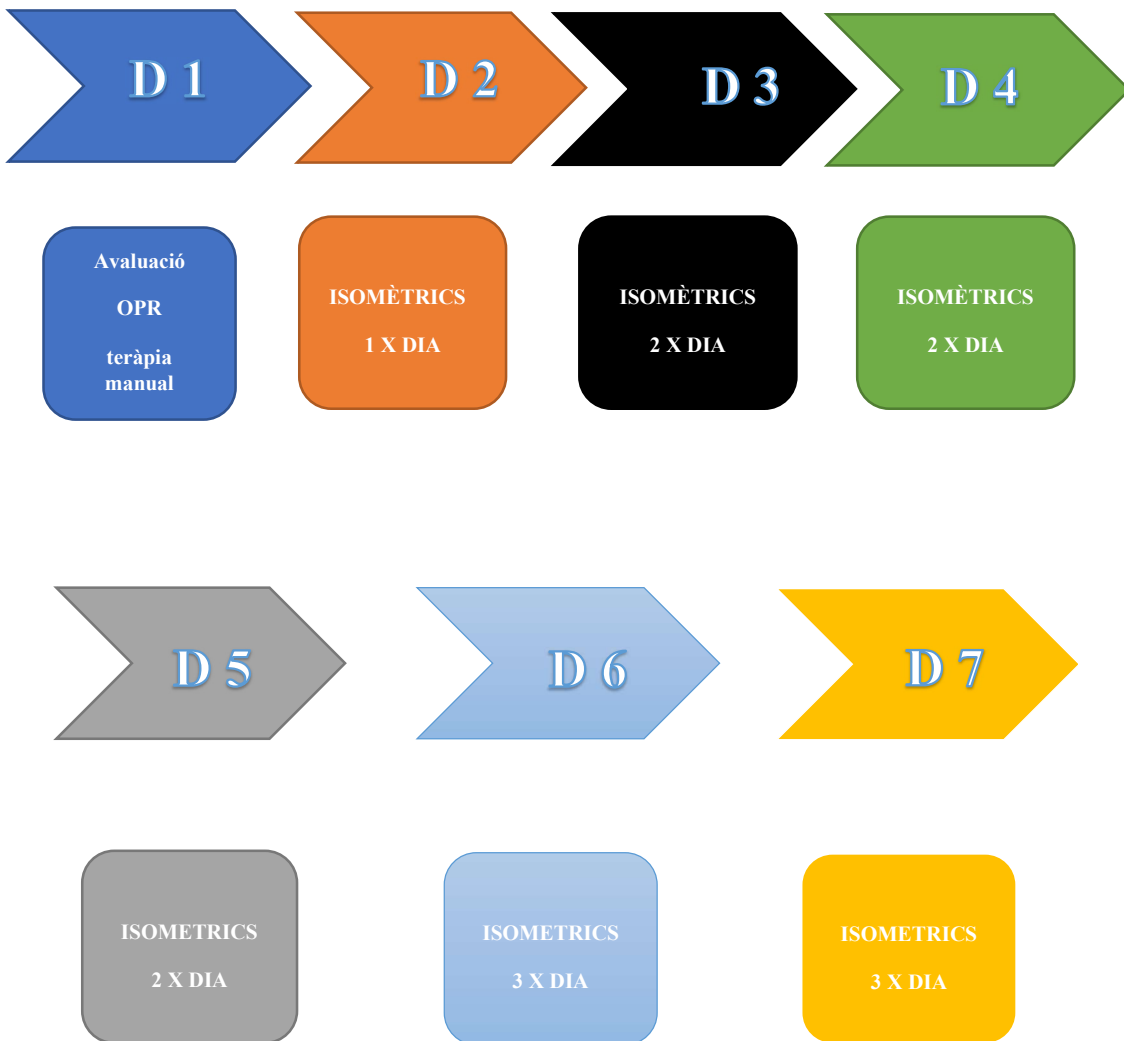 D 1
D 2
D 3
D 4
Avaluació
OPR
teràpia
manual
ISOMÈTRICS
1 X DIA
ISOMÈTRICS
2 X DIA
ISOMÈTRICS
2 X DIA
D 5
D 6
D 7
ISOMETRICS
2 X DIA
ISOMETRICS
3 X DIA
ISOMETRICS
3 X DIA